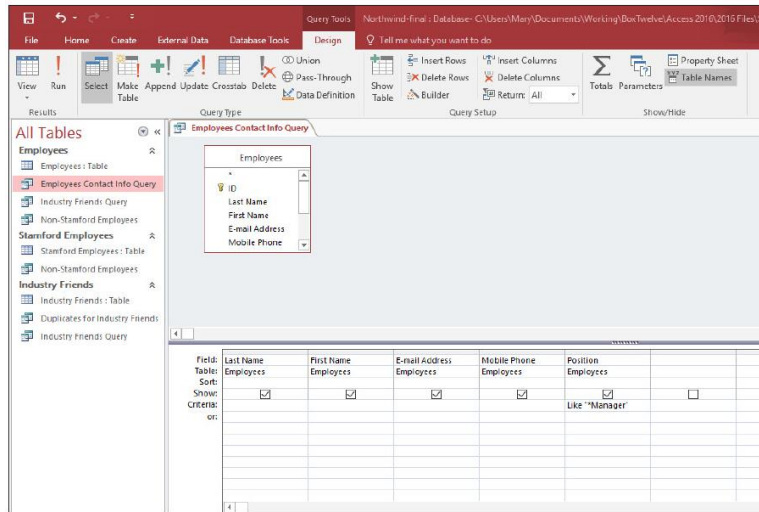 Query Tools Northwind-final : Database- C:\Users\Mary\Documents\Working\BoxTwelve\Access 2016\2016 Files\
File Home Create External Data Database Tools Design Tell me what you want to do
View Run Select Make Table Append Update Crosstab Delete
Union
Pass-Through
Data Definition
Show Table
Insert Rows
Delete Rows
Builder
Insert Columns
Delete Columns
Return: All
Totals Parameters
Property Sheet
Table Names
Results Query Type Query Setup Show/Hide
All Tables
Employees
Employees : Table
Employees Contact Info Query
Industry Friends Query
Non-Stamford Employees
Stamford Employees
Stamford Employees : Table
Non-Stamford Employees
Industry Friends
Industry Friends : Table
Duplicates for Industry Friends
Industry Friends Query
Employees Contact Info Query
Employees
*
ID
Last Name
First Name
E-mail Address
Mobile Phone
Field: Last Name First Name E-mail Address Mobile Phone Position
Table: Employees Employees Employees Employees Employees
Sort:
Show:
Criteria: Like "*Manager"
or: